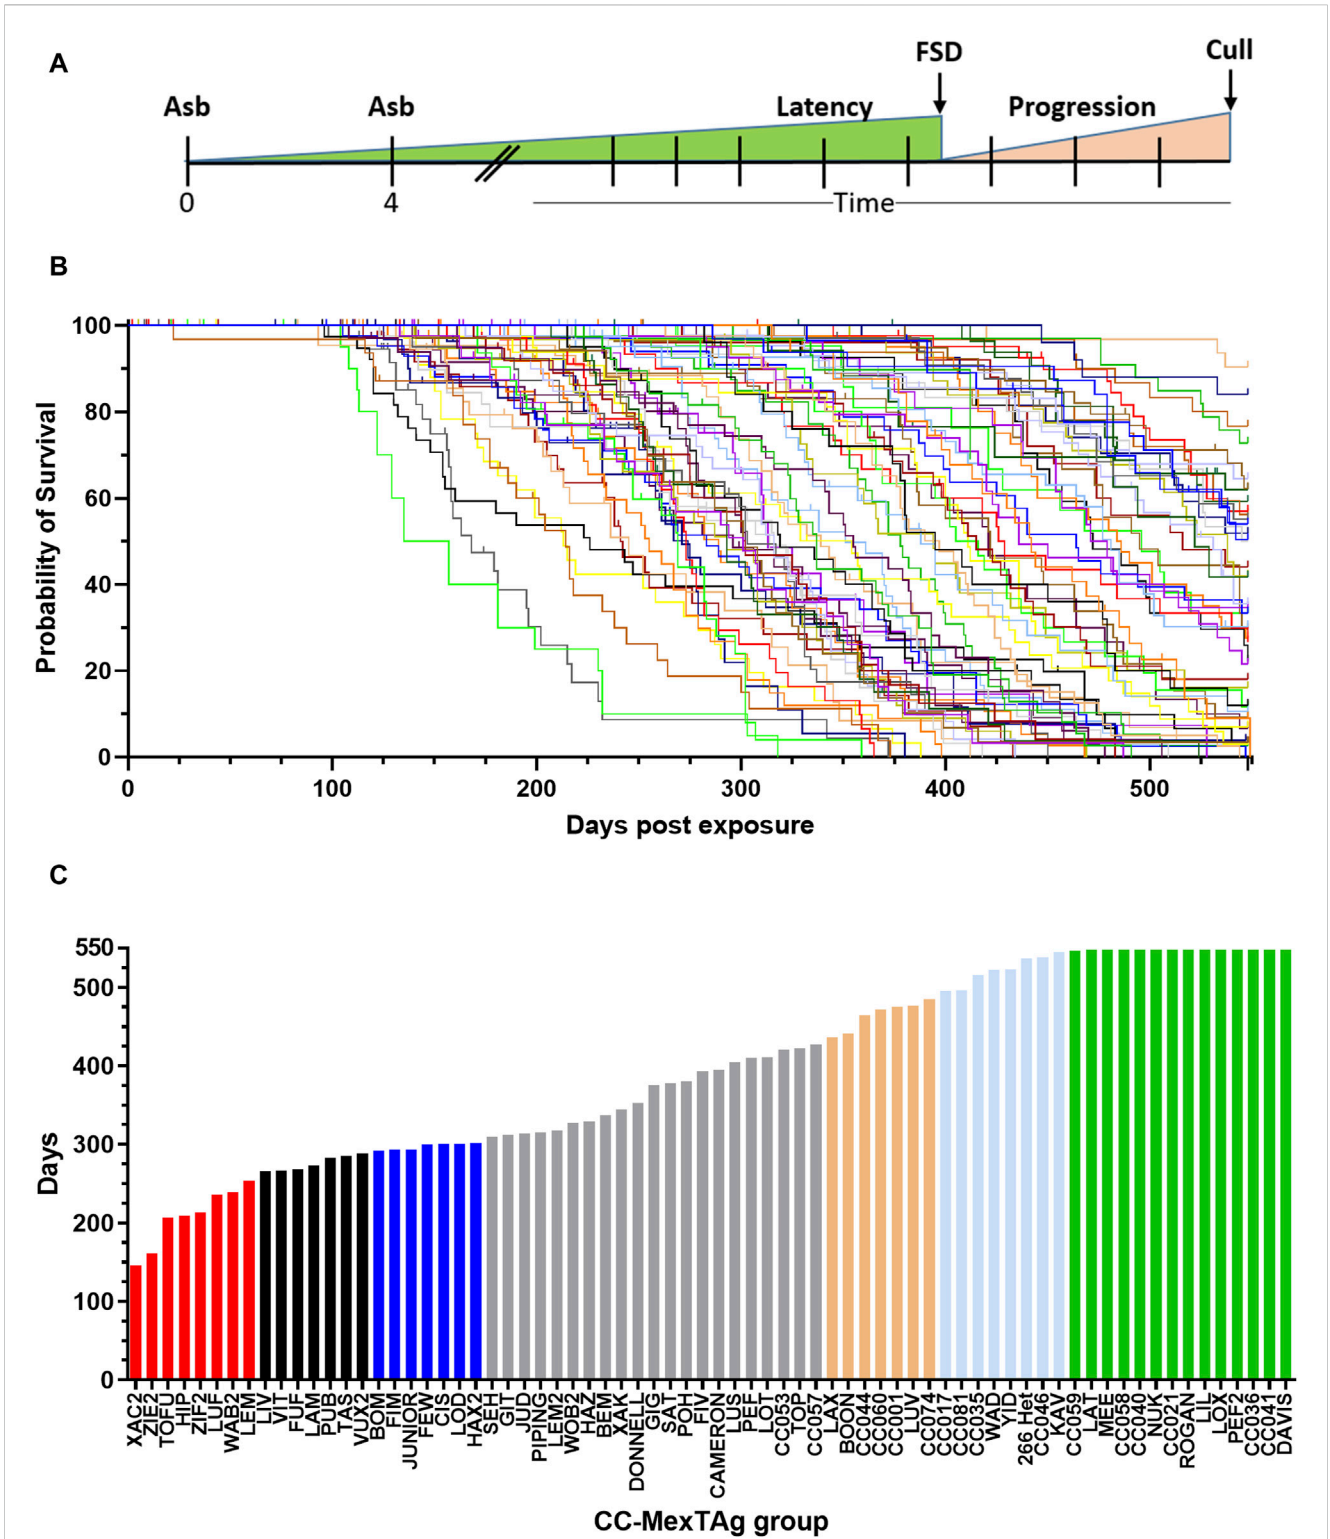 A
FSD
Cull
Asb
Asb
Latency
Progression
0
4
Time
B
100
80
60
40
20
0
Probability of Survival
0
100
200
300
400
500
Days post exposure
C
550
500
400
300
200
100
0
Days
XAC2
ZIE2
TOFU
HIP
ZIF2
LUF
WAB2
LEM
LIV
VIT
FUF
LAM
PUB
TAS
VUX2
BOM
FIM
JUNIOR
FEW
CIS
LOD
HAX2
SEH
GIT
JUD
PIPING
LEM2
WOB2
HAZ
BEM
XAK
DONNELL
GIG
SAT
POH
FIV
CAMERON
LUS
PEF
LOT
CC053
TOP
CC057
LAX
BOON
CC044
CC060
CC001
LUV
CC074
CC017
CC081
CC035
WAD
YID
266 Het
CC046
KAV
CC059
LAT
MEE
CC058
CC040
NUK
CC021
ROGAN
LIL
LOX
PEF2
CC036
CC041
DAVIS
CC-MexTAg group